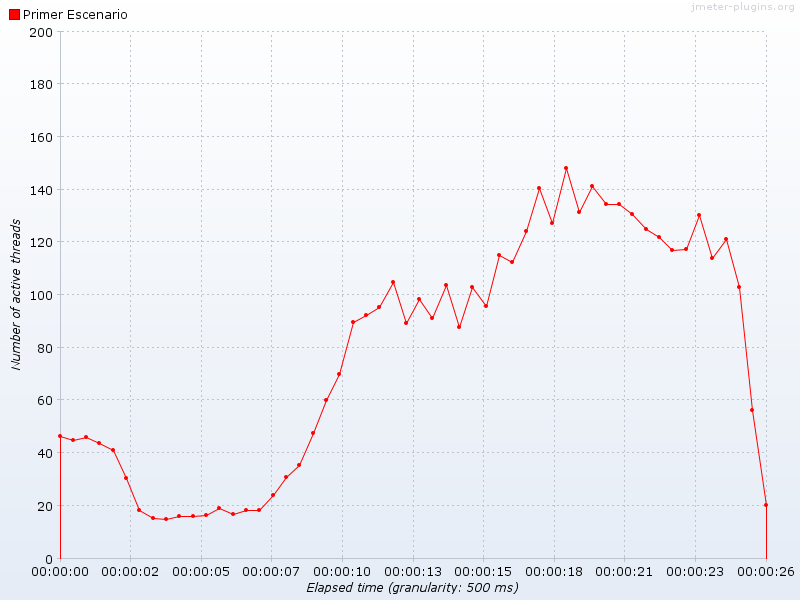 jmeter-plugins.org
Primer Escenario
200
180
160
140
120
100
80
60
40
20
0
Number of active threads
00:00:00 00:00:02 00:00:05 00:00:07 00:00:10 00:00:13 00:00:15 00:00:18 00:00:21 00:00:23 00:00:26
Elapsed time (granularity: 500 ms)